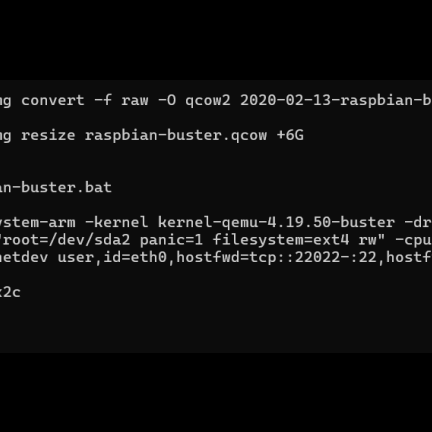 ng convert -f raw -O qcow2 2020-02-13-raspbian-b
ng resize raspbian-buster.qcow +6G
an-buster.bat
ystem-arm -kernel kernel-qemu-4.19.50-buster -dr
"root=/dev/sda2 panic=1 filesystem=ext4 rw" -cpu
netdev user,id=eth0,hostfwd=tcp::22022-:22,hostf
x2c